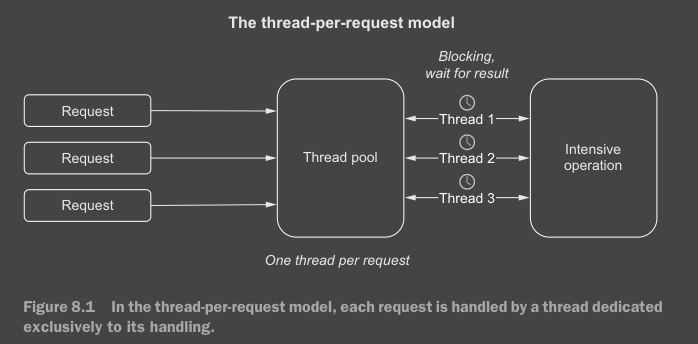 The thread-per-request model
Blocking,
wait for result
Request
Request
Request
Thread pool
Thread 1
Thread 2
Thread 3
Intensive
operation
One thread per request
Figure 8.1 In the thread-per-request model, each request is handled by a thread dedicated
exclusively to its handling.